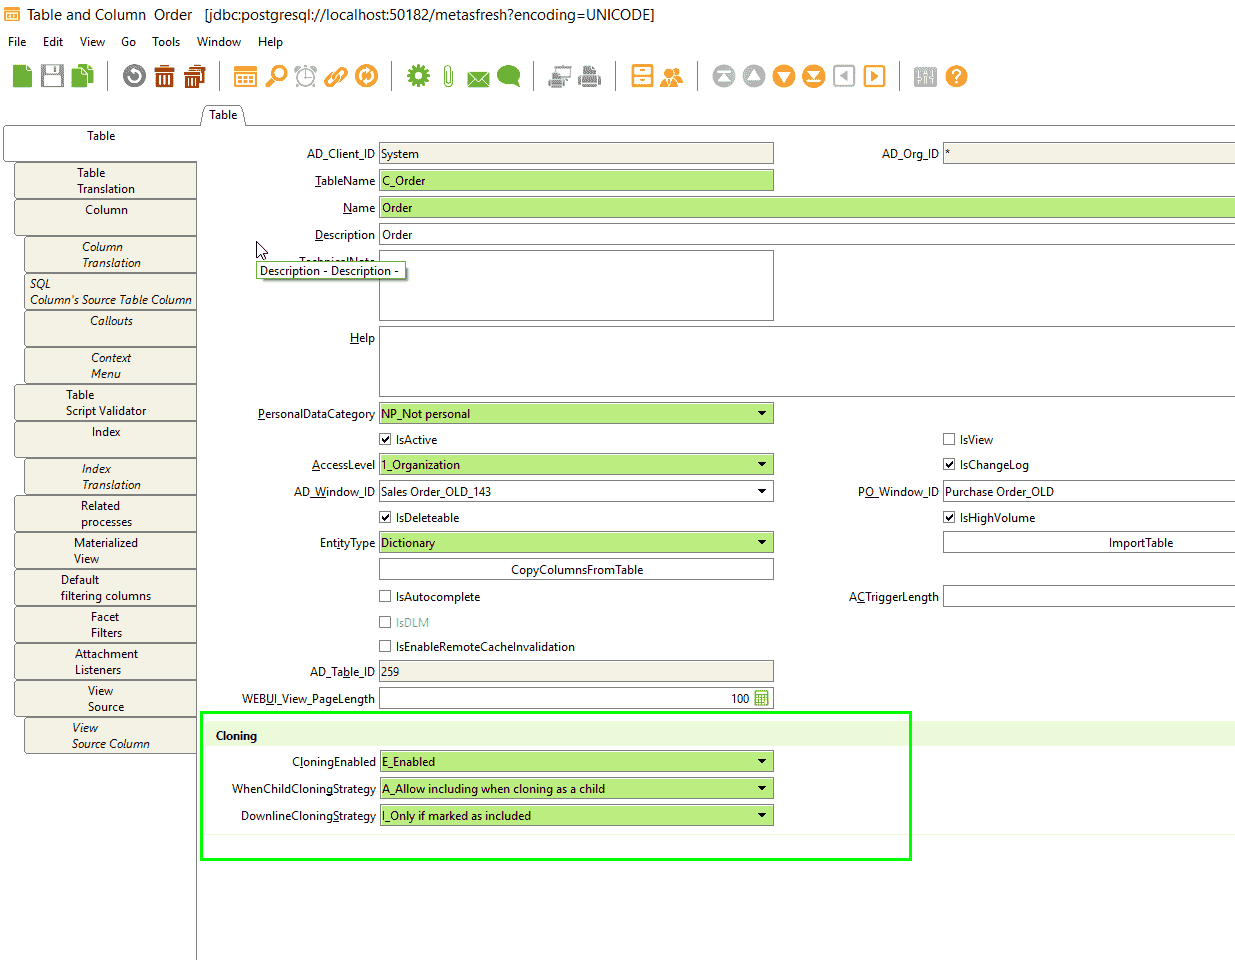 Table and Column  Order   [jdbc:postgresql://localhost:50182/metasfresh?encoding=UNICODE]
File Edit View Go Tools Window Help
Table
Table
Table
Translation
Column
Column
Translation
SQL
Column's Source Table Column
Callouts
Context
Menu
Table
Script Validator
Index
Index
Translation
Related
processes
Materialized
View
Default
filtering columns
Facet
Filters
Attachment
Listeners
View
Source
View
Source Column
AD_Client_ID System AD_Org_ID *
TableName C_Order
Name Order
Description Order
TechnicalNote
Description - Description -
Help
PersonalDataCategory NP_Not personal
IsActive IsView
AccessLevel 1_Organization IsChangeLog
AD_Window_ID Sales Order_OLD_143 PO_Window_ID Purchase Order_OLD
IsDeleteable IsHighVolume
EntityType Dictionary ImportTable
CopyColumnsFromTable
IsAutocomplete ACTriggerLength
IsDLM
IsEnableRemoteCacheInvalidation
AD_Table_ID 259
WEBUI_View_PageLength 100
Cloning
CloningEnabled E_Enabled
WhenChildCloningStrategy A_Allow including when cloning as a child
DownlineCloningStrategy I_Only if marked as included